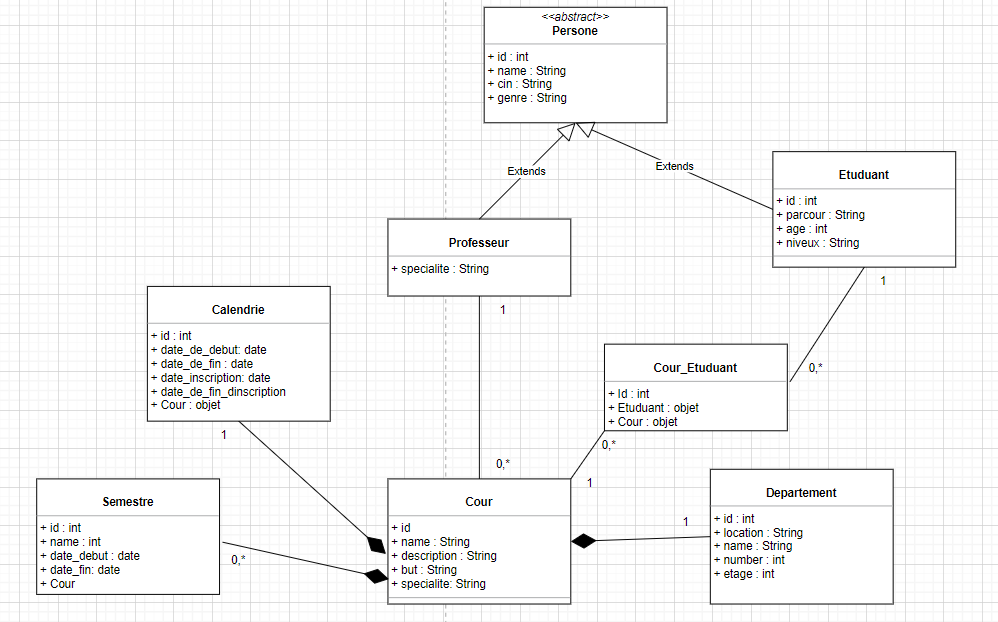 <<abstract>>
Persone
+ id : int
+ name : String
+ cin : String
+ genre : String
Extends
Extends
Etuduant
+ id : int
+ parcour : String
+ age : int
+ niveux : String
1
Professeur
+ specialite : String
1
Calendrie
+ id : int
+ date_de_debut: date
+ date_de_fin : date
+ date_inscription: date
+ date_de_fin_dinscription
+ Cour : objet
1
Cour_Etuduant
+ Id : int
+ Etuduant : objet
+ Cour : objet
0,*
0,*
0,*
1
Semestre
+ id : int
+ name : int
+ date_debut : date
+ date_fin: date
+ Cour
0,*
Cour
+ id
+ name : String
+ description : String
+ but : String
+ specialite: String
1
Departement
+ id : int
+ location : String
+ name : String
+ number : int
+ etage : int